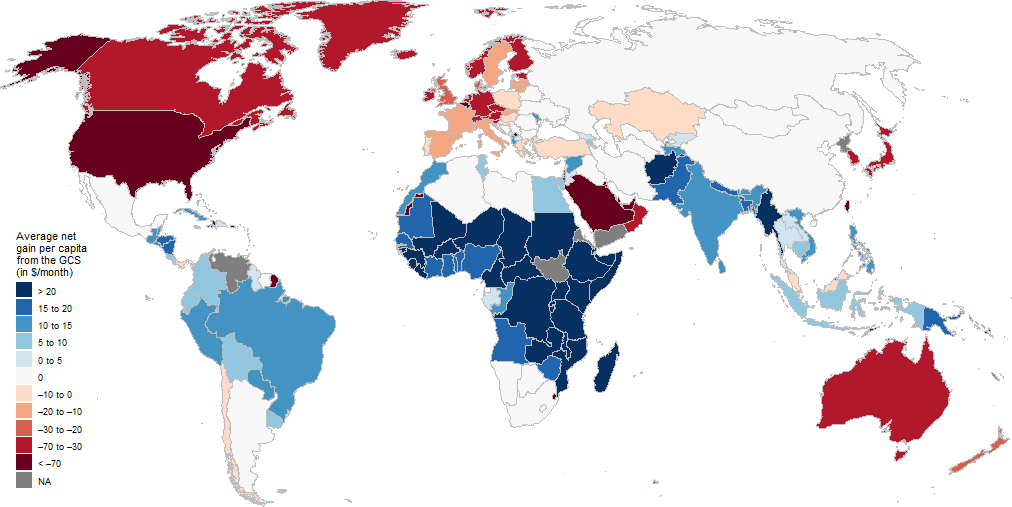 Average net
gain per capita
from the GCS
(in $/month)
> 20
15 to 20
10 to 15
5 to 10
0 to 5
0
–10 to 0
–20 to –10
–30 to –20
–70 to –30
< –70
NA